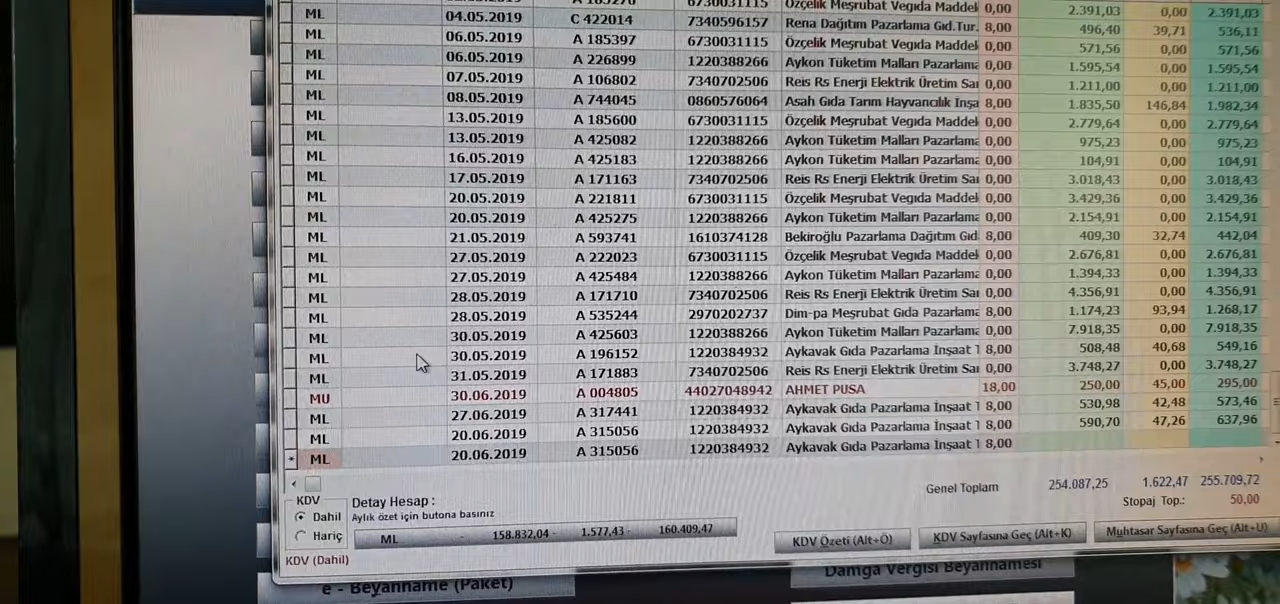 6730031115 Özçelik Meşrubat Vegıda Maddel 0,00 2.391,03 0,00 2.391,03
ML 04.05.2019 C 422014 7340596157 Rena Dağıtım Pazarlama Gıd.Tur. 8,00 496,40 39,71 536,11
ML 06.05.2019 A 185397 6730031115 Özçelik Meşrubat Vegıda Maddel 0,00 571,56 0,00 571,56
ML 06.05.2019 A 226899 1220388266 Aykon Tüketim Malları Pazarlama 0,00 1.595,54 0,00 1.595,54
ML 07.05.2019 A 106802 7340702506 Reis Rs Enerji Elektrik Üretim Sa 0,00 1.211,00 0,00 1.211,00
ML 08.05.2019 A 744045 0860576064 Asah Gıda Tarım Hayvancılık İnşa 8,00 1.835,50 146,84 1.982,34
ML 13.05.2019 A 185600 6730031115 Özçelik Meşrubat Vegıda Maddel 0,00 2.779,64 0,00 2.779,64
ML 13.05.2019 A 425082 1220388266 Aykon Tüketim Malları Pazarlama 0,00 975,23 0,00 975,23
ML 16.05.2019 A 425183 1220388266 Aykon Tüketim Malları Pazarlama 0,00 104,91 0,00 104,91
ML 17.05.2019 A 171163 7340702506 Reis Rs Enerji Elektrik Üretim Sa 0,00 3.018,43 0,00 3.018,43
ML 20.05.2019 A 221811 6730031115 Özçelik Meşrubat Vegıda Maddel 0,00 3.429,36 0,00 3.429,36
ML 20.05.2019 A 425275 1220388266 Aykon Tüketim Malları Pazarlama 0,00 2.154,91 0,00 2.154,91
ML 21.05.2019 A 593741 1610374128 Bekiroğlu Pazarlama Dağıtım Gıd 8,00 409,30 32,74 442,04
ML 27.05.2019 A 222023 6730031115 Özçelik Meşrubat Vegıda Maddel 0,00 2.676,81 0,00 2.676,81
ML 27.05.2019 A 425484 1220388266 Aykon Tüketim Malları Pazarlama 0,00 1.394,33 0,00 1.394,33
ML 28.05.2019 A 171710 7340702506 Reis Rs Enerji Elektrik Üretim Sa 0,00 4.356,91 0,00 4.356,91
ML 28.05.2019 A 535244 2970202737 Dim-pa Meşrubat Gıda Pazarlama 8,00 1.174,23 93,94 1.268,17
ML 30.05.2019 A 425603 1220388266 Aykon Tüketim Malları Pazarlama 0,00 7.918,35 0,00 7.918,35
ML 30.05.2019 A 196152 1220384932 Aykavak Gıda Pazarlama İnşaat T 8,00 508,48 40,68 549,16
ML 31.05.2019 A 171883 7340702506 Reis Rs Enerji Elektrik Üretim Sa 0,00 3.748,27 0,00 3.748,27
MU 30.06.2019 A 004805 44027048942 AHMET PUSA 18,00 250,00 45,00 295,00
ML 27.06.2019 A 317441 1220384932 Aykavak Gıda Pazarlama İnşaat T 8,00 530,98 42,48 573,46
ML 20.06.2019 A 315056 1220384932 Aykavak Gıda Pazarlama İnşaat T 8,00 590,70 47,26 637,96
* ML 20.06.2019 A 315056 1220384932 Aykavak Gıda Pazarlama İnşaat T 8,00
Genel Toplam 254.087,25 1.622,47 255.709,72
Stopaj Top.: 50,00
KDV
Dahil
Hariç
KDV (Dahil)
Detay Hesap :
Aylık özet için butona basınız
ML - 158.832,04 - 1.577,43 - 160.409,47
KDV Özeti (Alt+Ö)
KDV Sayfasına Geç (Alt+K)
Muhtasar Sayfasına Geç (Alt+U)
e - Beyanname (Paket)
Damga Vergisi Beyannamesi